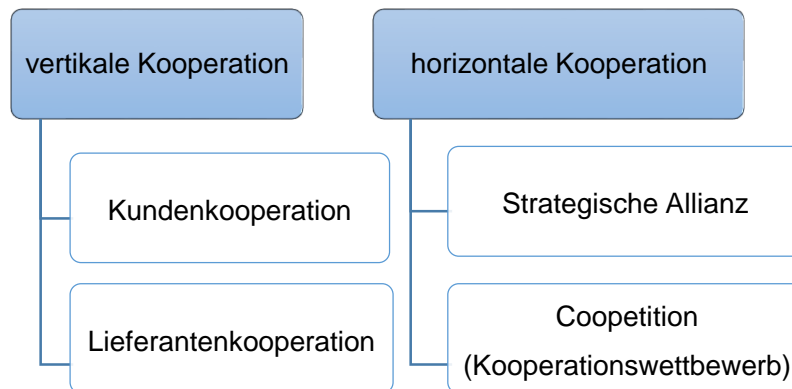 vertikale Kooperation
Kundenkooperation
Lieferantenkooperation
horizontale Kooperation
Strategische Allianz
Coopetition
(Kooperationswettbewerb)